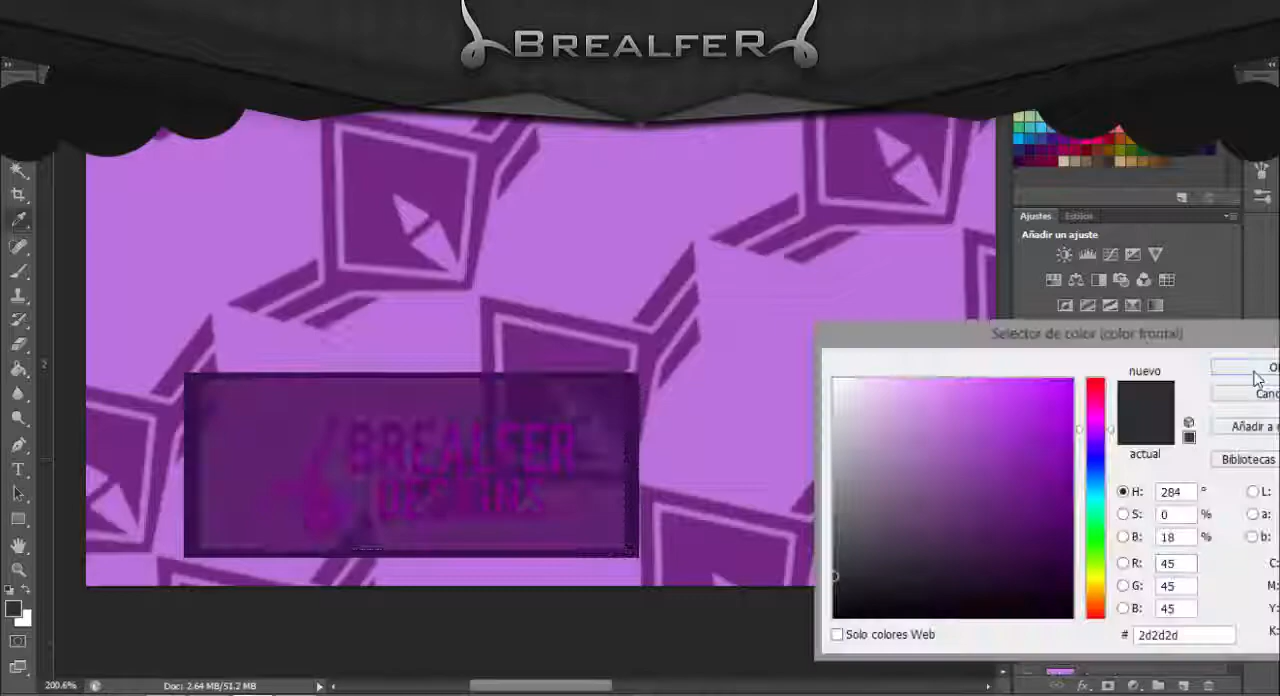 BREALFER
Ajustes Estilos
Añadir un ajuste
Selector de color (color frontal)
nuevo
actual
Añadir a
Bibliotecas
H: 284 °
S: 0 %
B: 18 %
R: 45
G: 45
B: 45
L:
a:
b:
C:
M:
Y:
K:
# 2d2d2d
Solo colores Web
BREALFER
DESIGNS
200.6%
Doc: 2.64 MB/51.2 MB